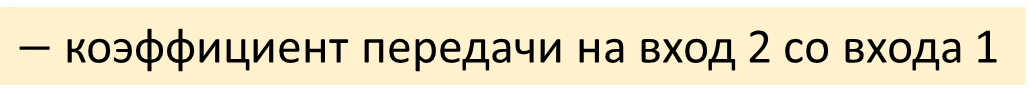 — коэффициент передачи на вход 2 со входа 1